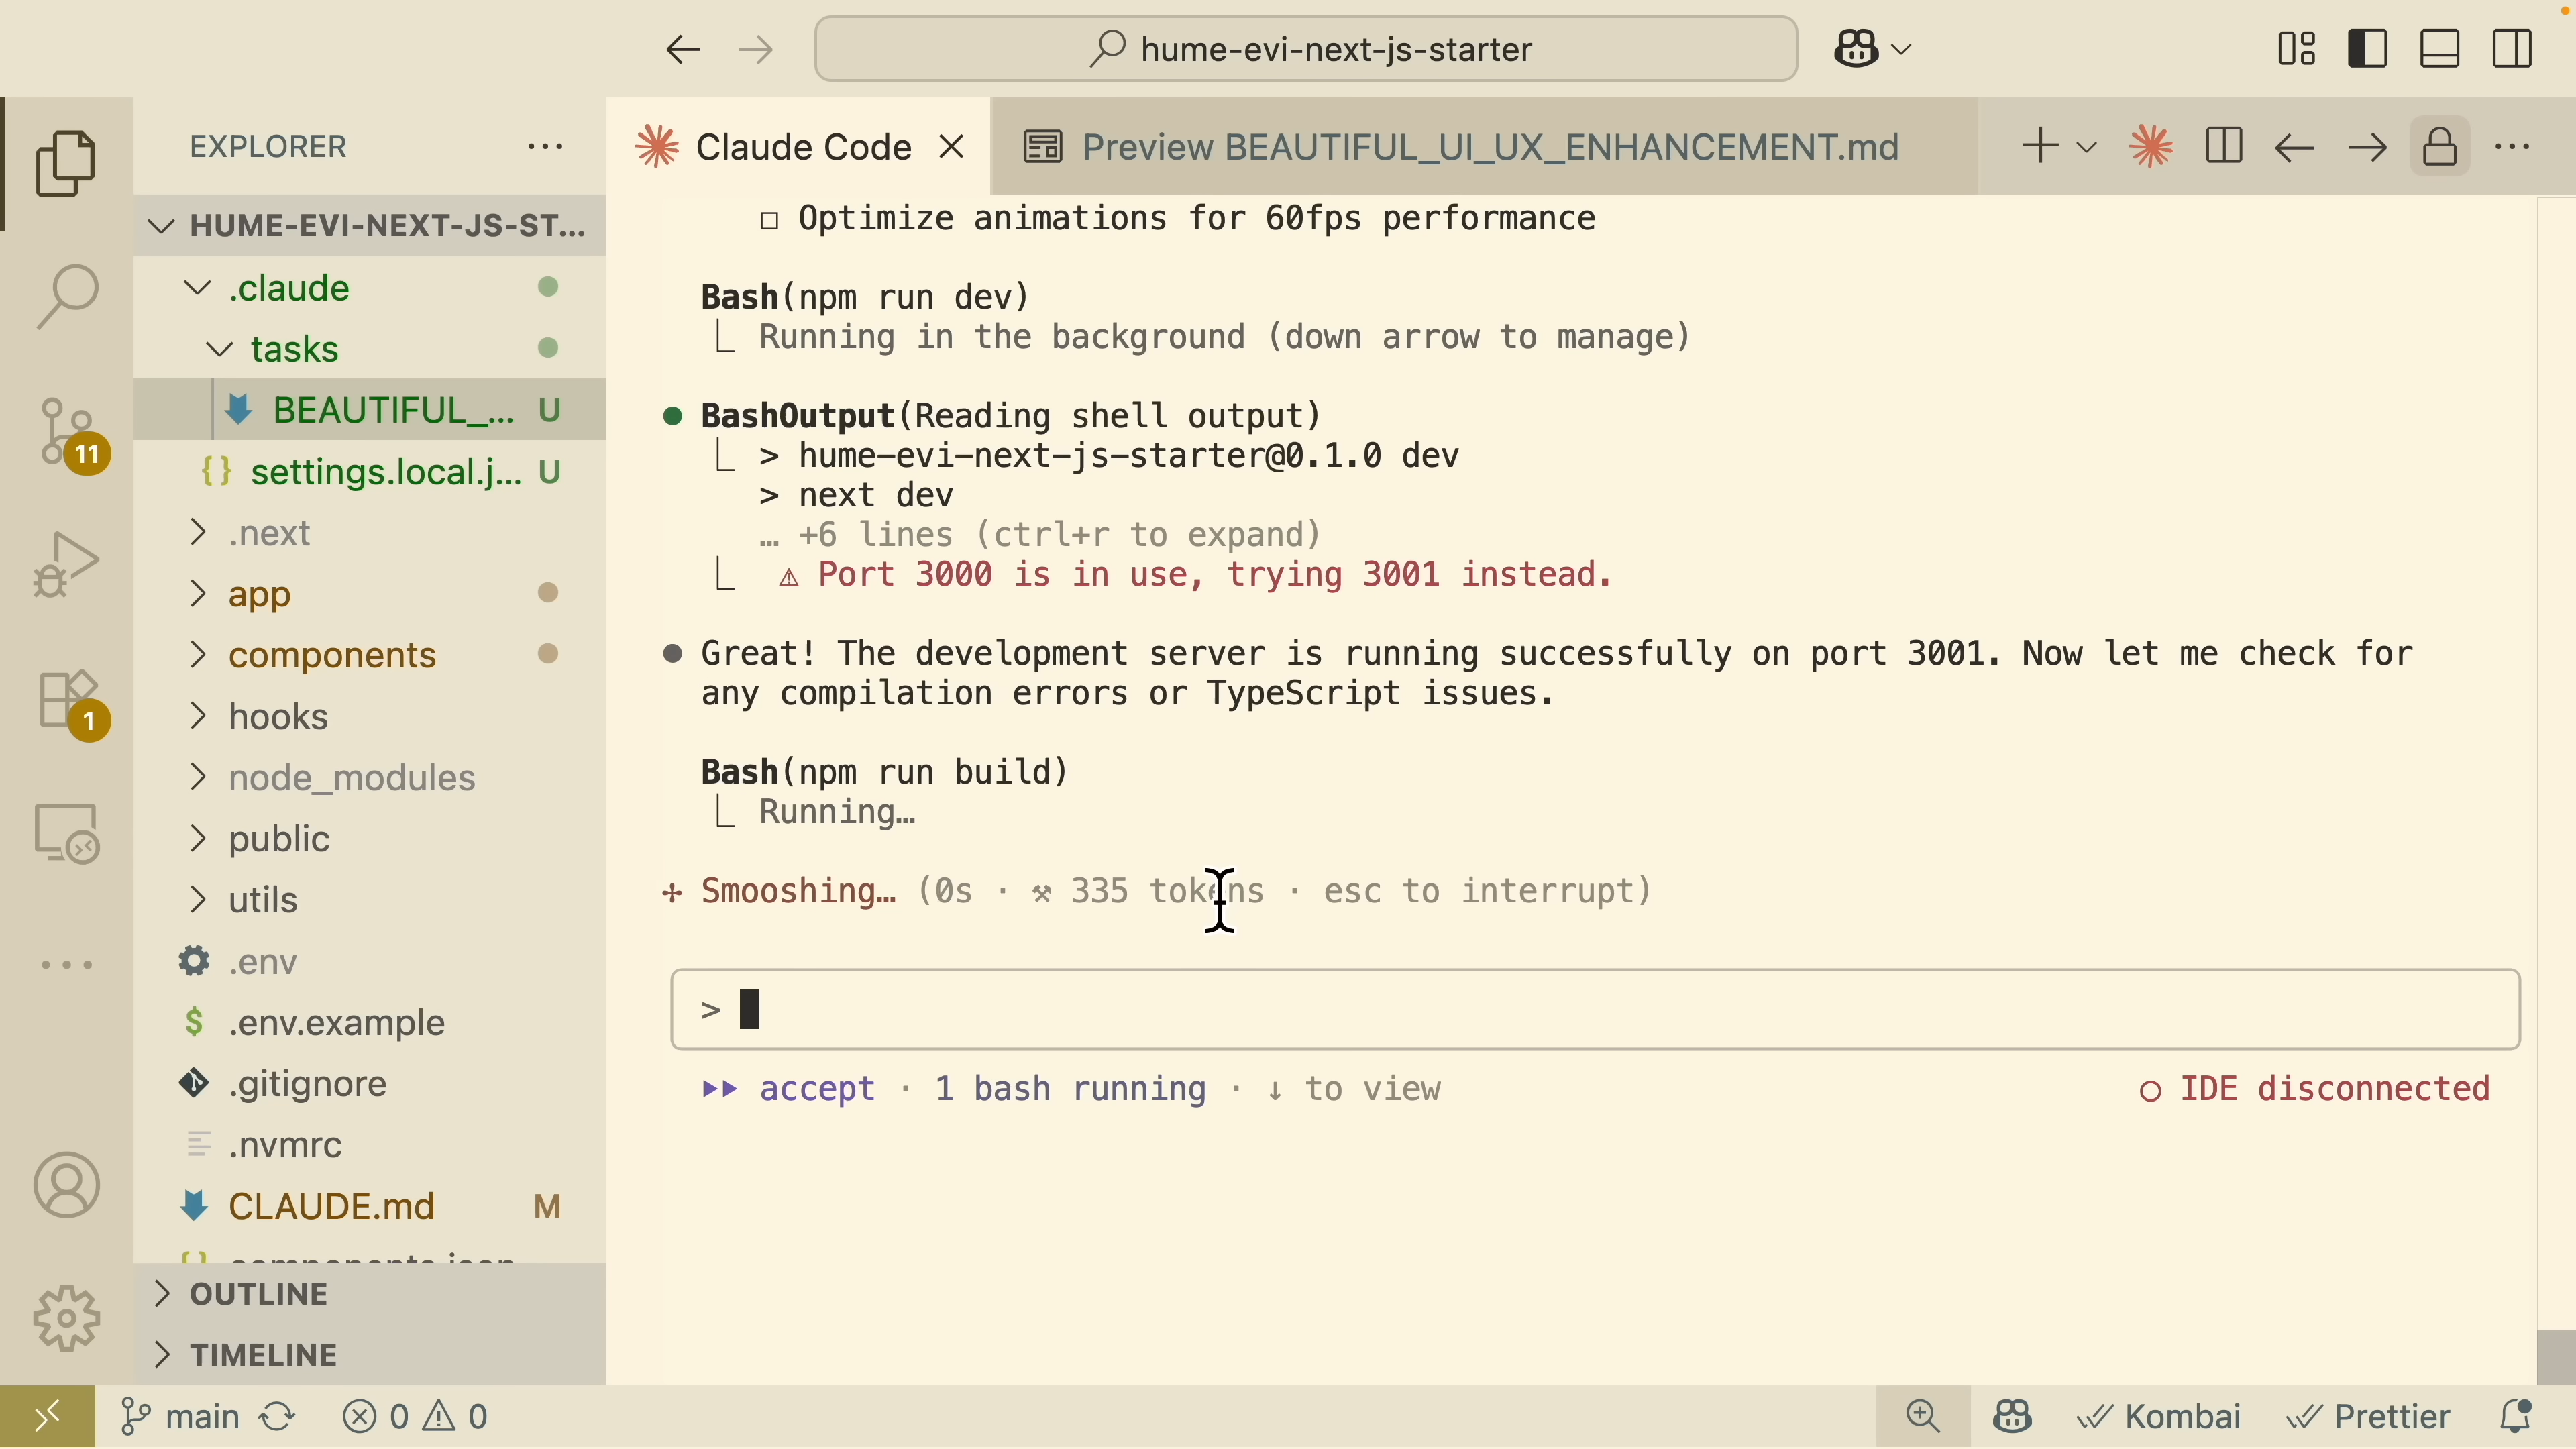 hume-evi-next-js-starter
EXPLORER
Claude Code
Preview BEAUTIFUL_UI_UX_ENHANCEMENT.md
HUME-EVI-NEXT-JS-ST...
.claude
tasks
BEAUTIFUL_... U
settings.local.j... U
.next
app
components
hooks
node_modules
public
utils
.env
.env.example
.gitignore
.nvmrc
CLAUDE.md M
components.json
OUTLINE
TIMELINE
11
1
☐ Optimize animations for 60fps performance
Bash(npm run dev)
⎿ Running in the background (down arrow to manage)
● BashOutput(Reading shell output)
⎿ > hume-evi-next-js-starter@0.1.0 dev
> next dev
… +6 lines (ctrl+r to expand)
⎿ ⚠ Port 3000 is in use, trying 3001 instead.
● Great! The development server is running successfully on port 3001. Now let me check for
any compilation errors or TypeScript issues.
Bash(npm run build)
⎿ Running…
✢ Smooshing… (0s · ⚒ 335 tokens · esc to interrupt)
>
⏵⏵ accept · 1 bash running · ↓ to view
○ IDE disconnected
main
0 0
Kombai
Prettier